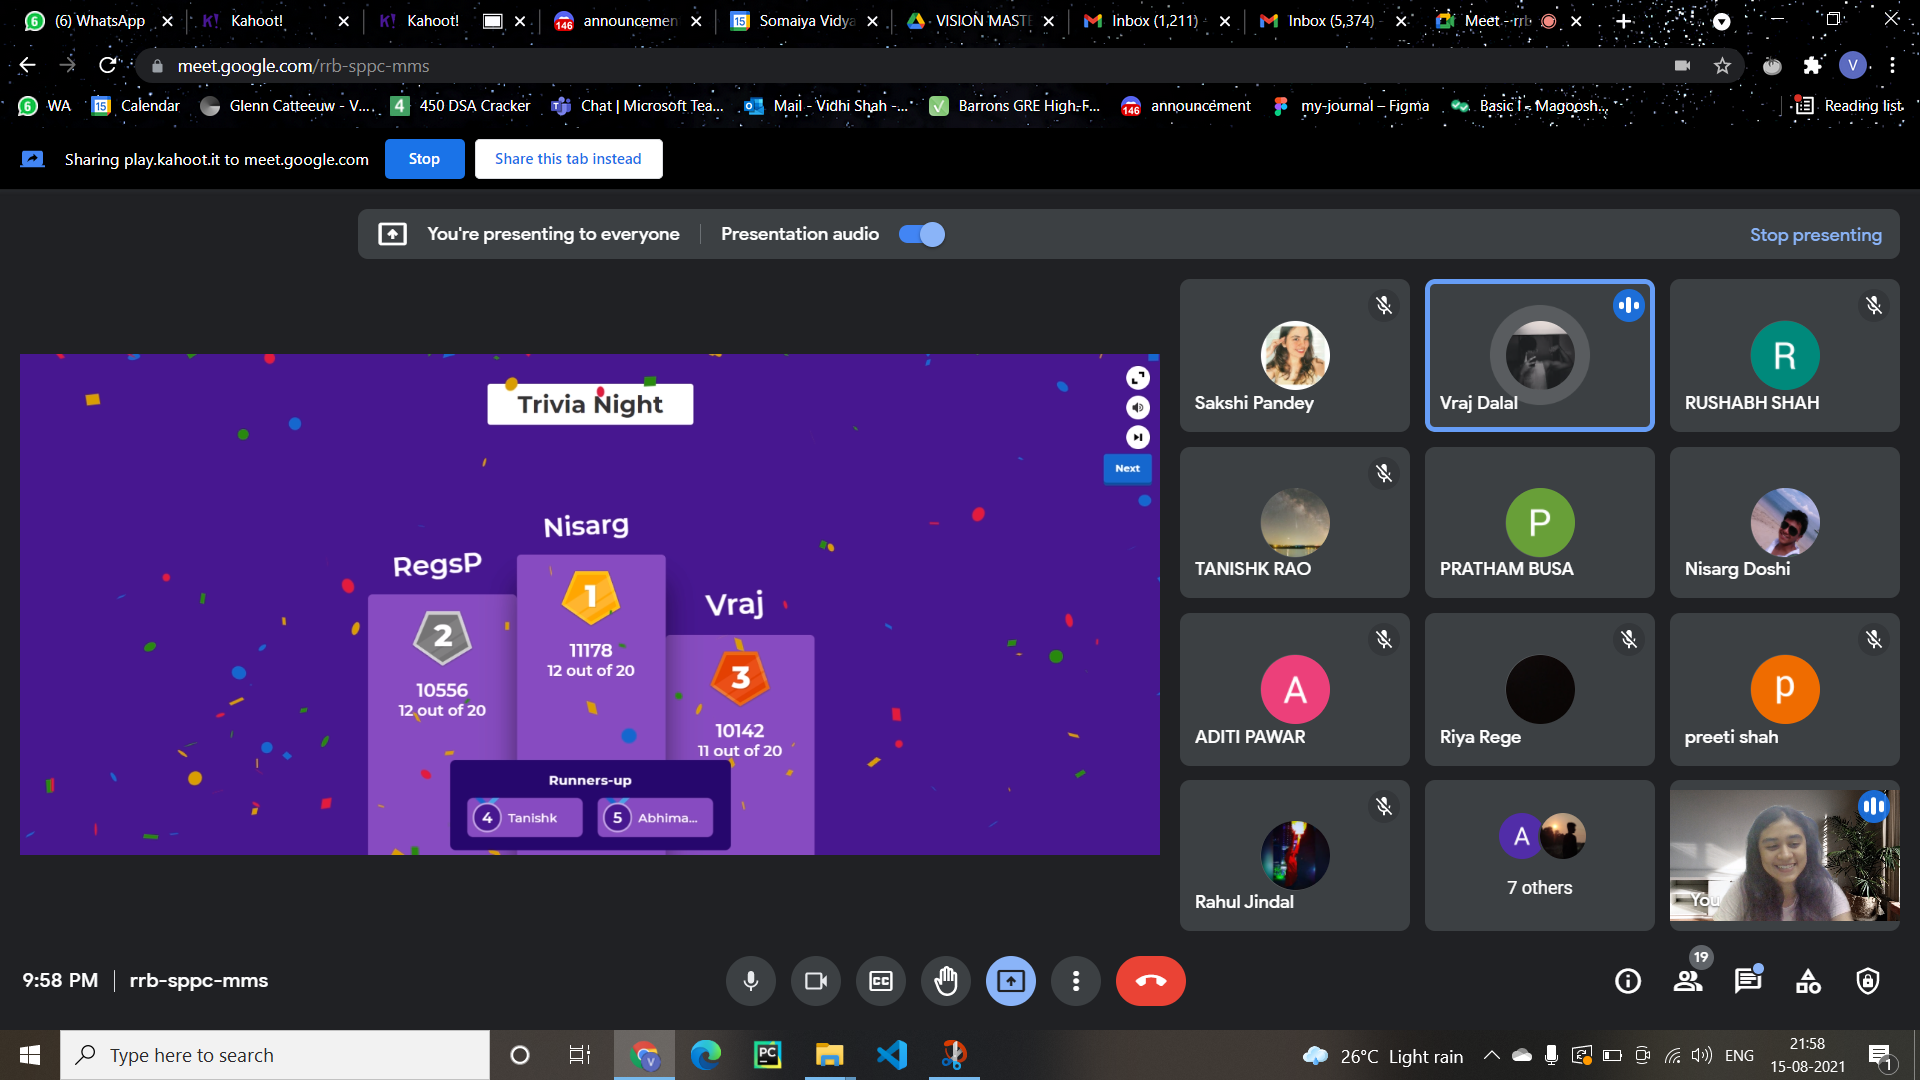 (6) WhatsApp
Kahoot!
Kahoot!
announcemen
Somaiya Vidya
VISION MASTE
Inbox (1,211)
Inbox (5,374)
Meet - rrb
meet.google.com/rrb-sppc-mms
V
WA
Calendar
Glenn Catteeuw - V...
450 DSA Cracker
Chat | Microsoft Tea...
Mail - Vidhi Shah -...
Barrons GRE High-F...
announcement
my-journal – Figma
Basic I - Magoosh...
Reading list
Sharing play.kahoot.it to meet.google.com
Stop
Share this tab instead
You're presenting to everyone
Presentation audio
Stop presenting
Trivia Night
Next
Nisarg
1
11178
12 out of 20
RegsP
2
10556
12 out of 20
Vraj
3
10142
11 out of 20
Runners-up
4 Tanishk
5 Abhima...
Sakshi Pandey
Vraj Dalal
R
RUSHABH SHAH
TANISHK RAO
P
PRATHAM BUSA
Nisarg Doshi
A
ADITI PAWAR
Riya Rege
p
preeti shah
Rahul Jindal
A
7 others
You
9:58 PM
rrb-sppc-mms
19
Type here to search
26°C Light rain
ENG
21:58
15-08-2021
1